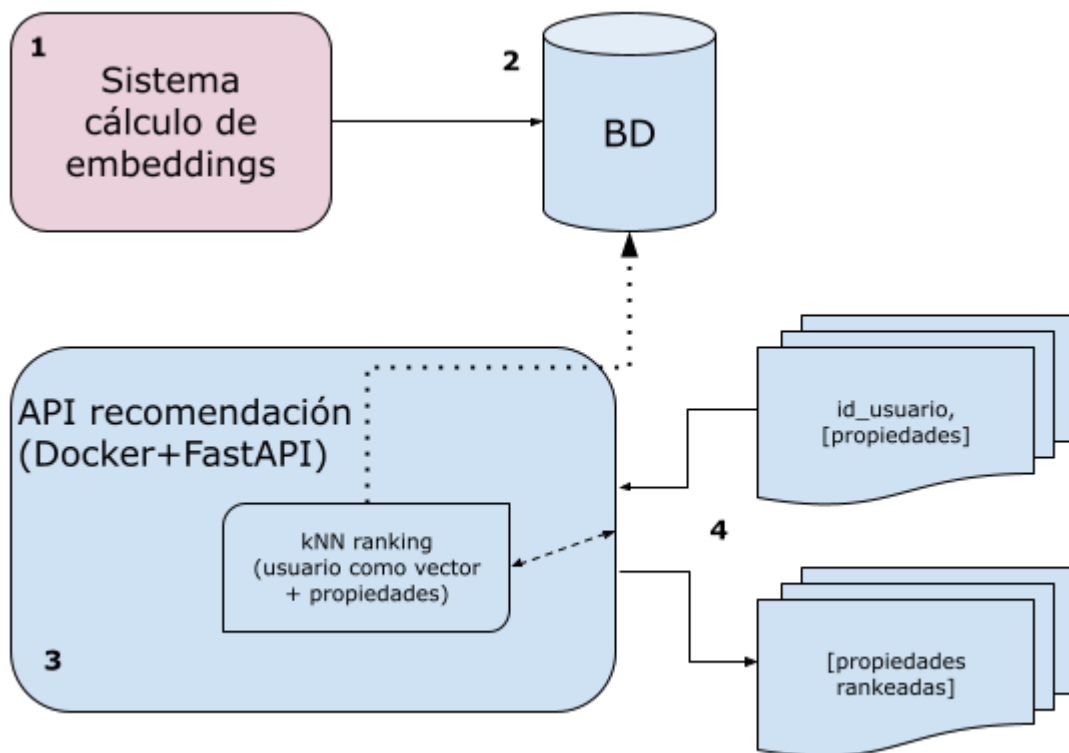 1
Sistema
cálculo de
embeddings
2
BD
API recomendación
(Docker+FastAPI)
kNN ranking
(usuario como vector
+ propiedades)
3
id_usuario,
[propiedades]
4
[propiedades
rankeadas]